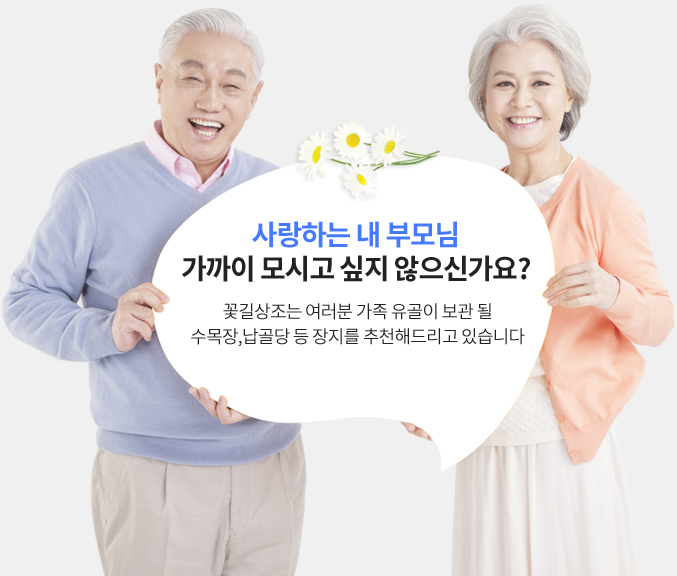 사랑하는 내 부모님
가까이 모시고 싶지 않으신가요?
꽃길상조는 여러분 가족 유골이 보관 될
수목장,납골당 등 장지를 추천해드리고 있습니다